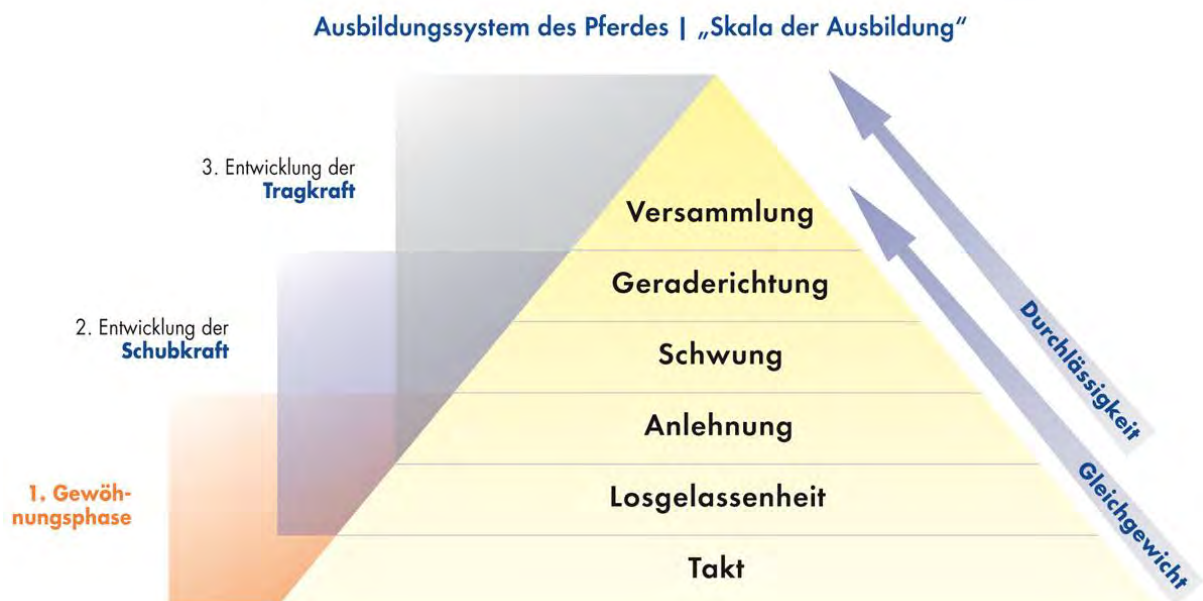 Ausbildungssystem des Pferdes | „Skala der Ausbildung“
3. Entwicklung der
Tragkraft
2. Entwicklung der
Schubkraft
1. Gewöh-
nungsphase
Versammlung
Geraderichtung
Schwung
Anlehnung
Losgelassenheit
Takt
Durchlässigkeit
Gleichgewicht